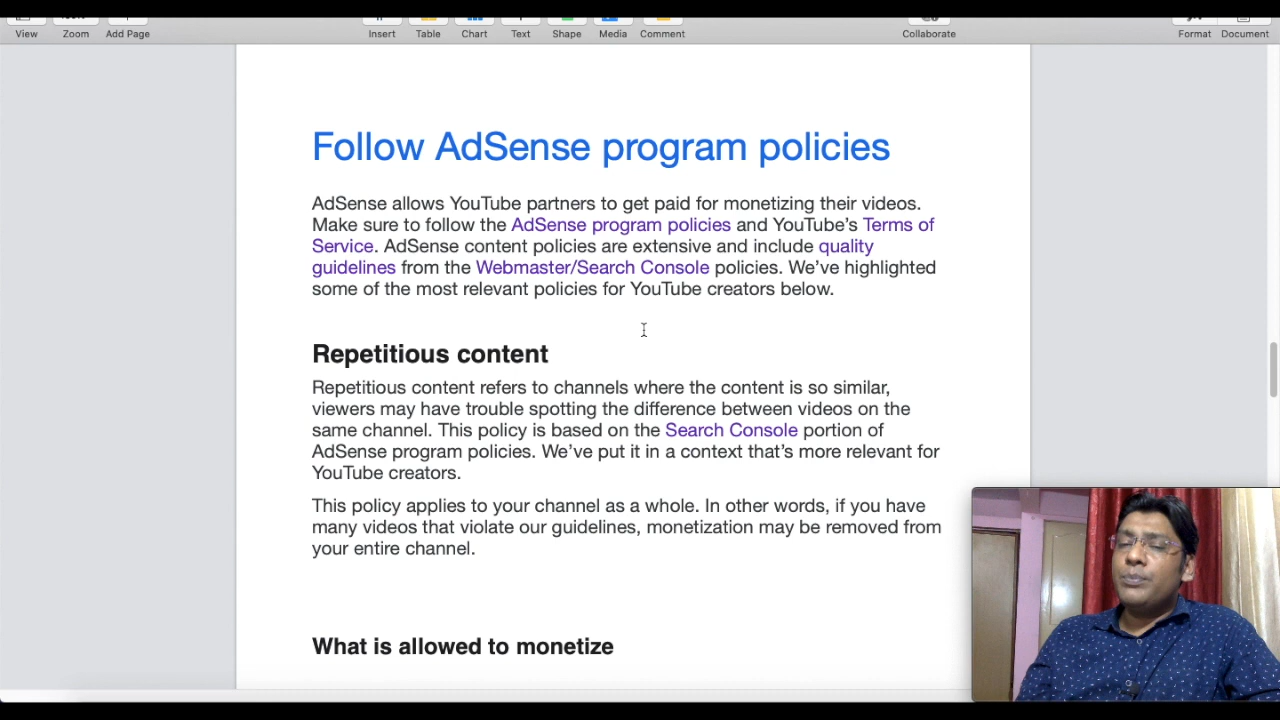 View Zoom Add Page Insert Table Chart Text Shape Media Comment Collaborate Format Document
Follow AdSense program policies
AdSense allows YouTube partners to get paid for monetizing their videos.
Make sure to follow the AdSense program policies and YouTube’s Terms of
Service. AdSense content policies are extensive and include quality
guidelines from the Webmaster/Search Console policies. We’ve highlighted
some of the most relevant policies for YouTube creators below.
Repetitious content
Repetitious content refers to channels where the content is so similar,
viewers may have trouble spotting the difference between videos on the
same channel. This policy is based on the Search Console portion of
AdSense program policies. We’ve put it in a context that’s more relevant for
YouTube creators.
This policy applies to your channel as a whole. In other words, if you have
many videos that violate our guidelines, monetization may be removed from
your entire channel.
What is allowed to monetize